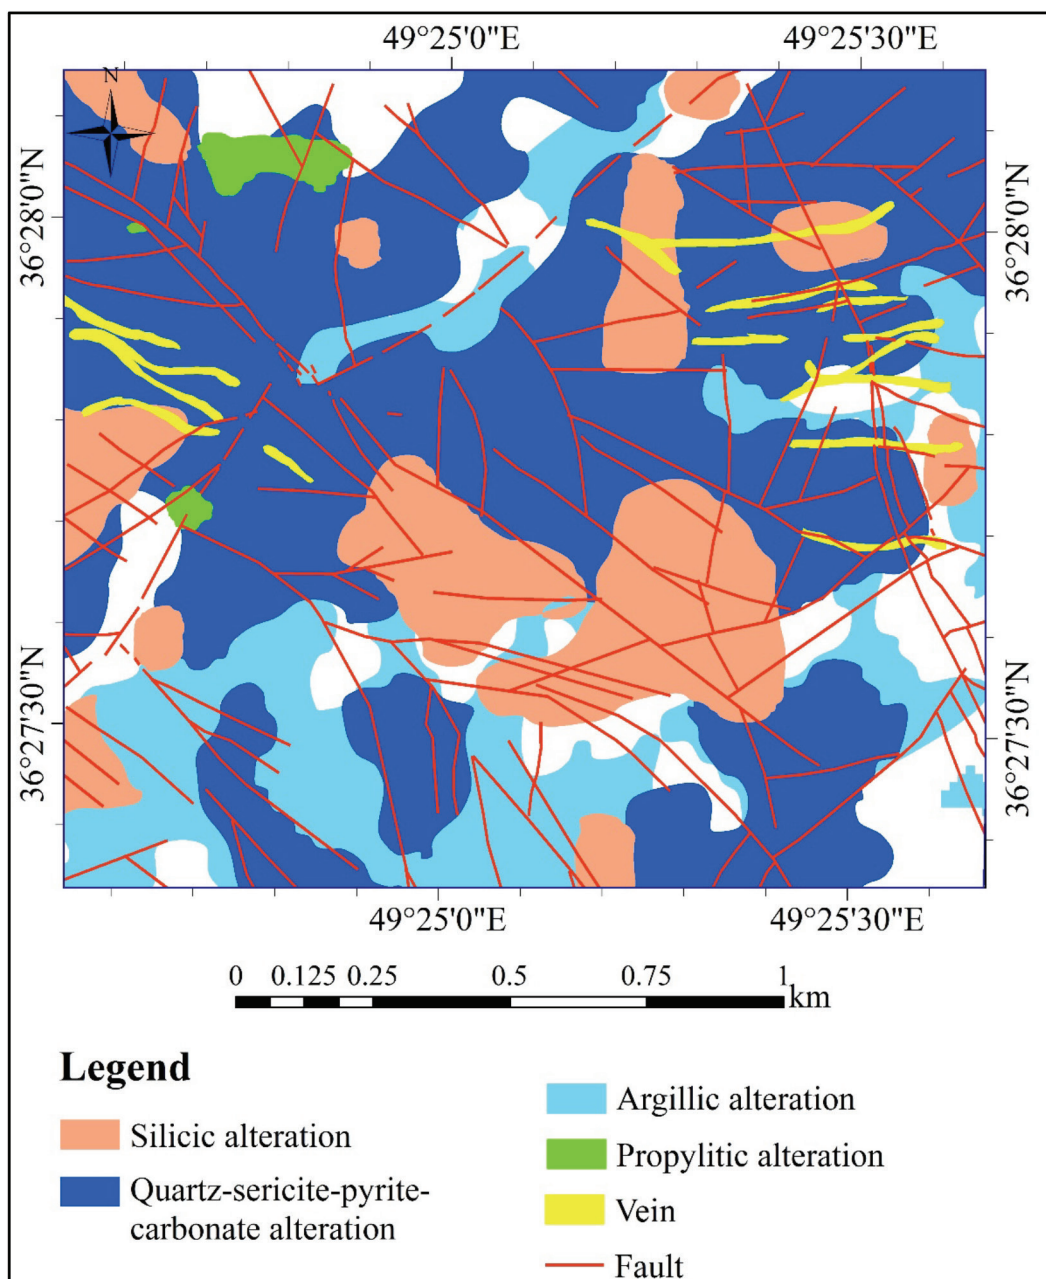 49°25'0"E 49°25'30"E
N
36°28'0"N 36°28'0"N
36°27'30"N 36°27'30"N
49°25'0"E 49°25'30"E
0 0.125 0.25 0.5 0.75 1
km
Legend
Silicic alteration
Quartz-sericite-pyrite-
carbonate alteration
Argillic alteration
Propylitic alteration
Vein
Fault